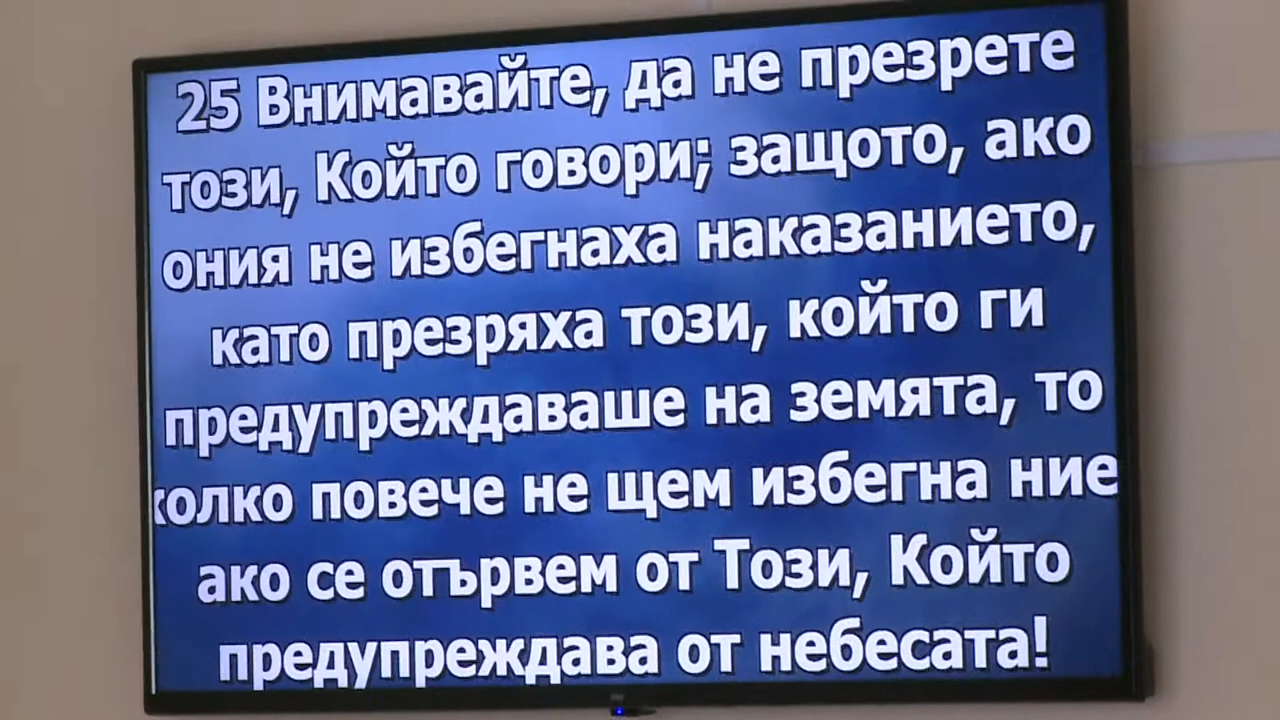 25 Внимавайте, да не презрете
този, Който говори; защото, ако
ония не избегнаха наказанието,
като презряха този, който ги
предупреждаваше на земята, то
колко повече не щем избегна ние
ако се отървем от Този, Който
предупреждава от небесата!